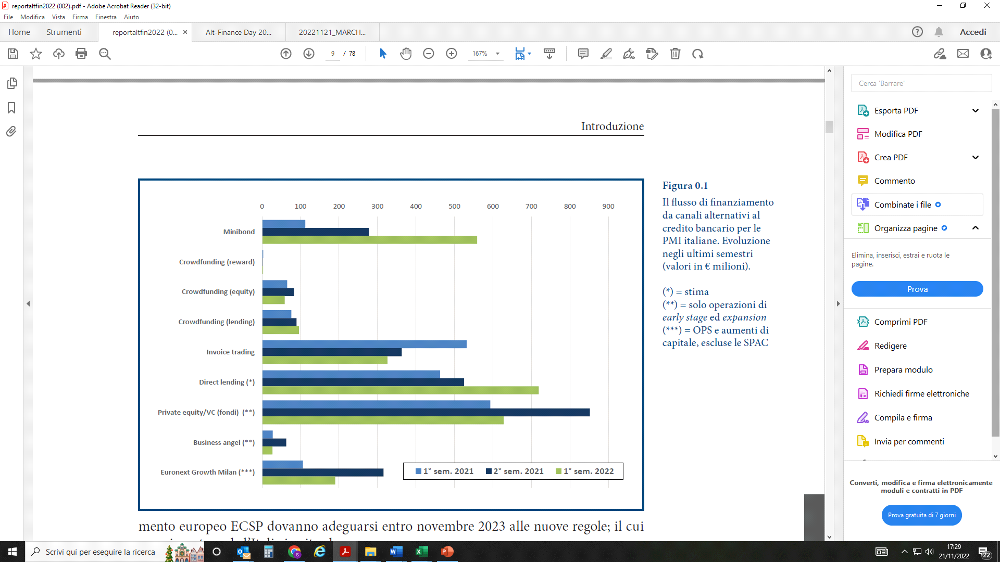 reportaltfin2022 (002).pdf - Adobe Acrobat Reader (32-bit)
File Modifica Vista Firma Finestra Aiuto
Home Strumenti reportaltfin2022 (0... × Alt-Finance Day 20... 20221121_MARCH... Accedi
9 / 78 167%
Introduzione
0 100 200 300 400 500 600 700 800 900
Minibond
Crowdfunding (reward)
Crowdfunding (equity)
Crowdfunding (lending)
Invoice trading
Direct lending (*)
Private equity/VC (fondi) (**)
Business angel (**)
Euronext Growth Milan (***)
1° sem. 2021 2° sem. 2021 1° sem. 2022
Figura 0.1
Il flusso di finanziamento
da canali alternativi al
credito bancario per le
PMI italiane. Evoluzione
negli ultimi semestri
(valori in € milioni).
(*) = stima
(**) = solo operazioni di
early stage ed expansion
(***) = OPS e aumenti di
capitale, escluse le SPAC
mento europeo ECSP dovanno adeguarsi entro novembre 2023 alle nuove regole; il cui
Cerca 'Barrare'
Esporta PDF
Modifica PDF
Crea PDF
Commento
Combinate i file
Organizza pagine
Elimina, inserisci, estrai e ruota le
pagine.
Prova
Comprimi PDF
Redigere
Prepara modulo
Richiedi firme elettroniche
Compila e firma
Invia per commenti
Converti, modifica e firma elettronicamente
moduli e contratti in PDF
Prova gratuita di 7 giorni
Scrivi qui per eseguire la ricerca
17:29
21/11/2022
22